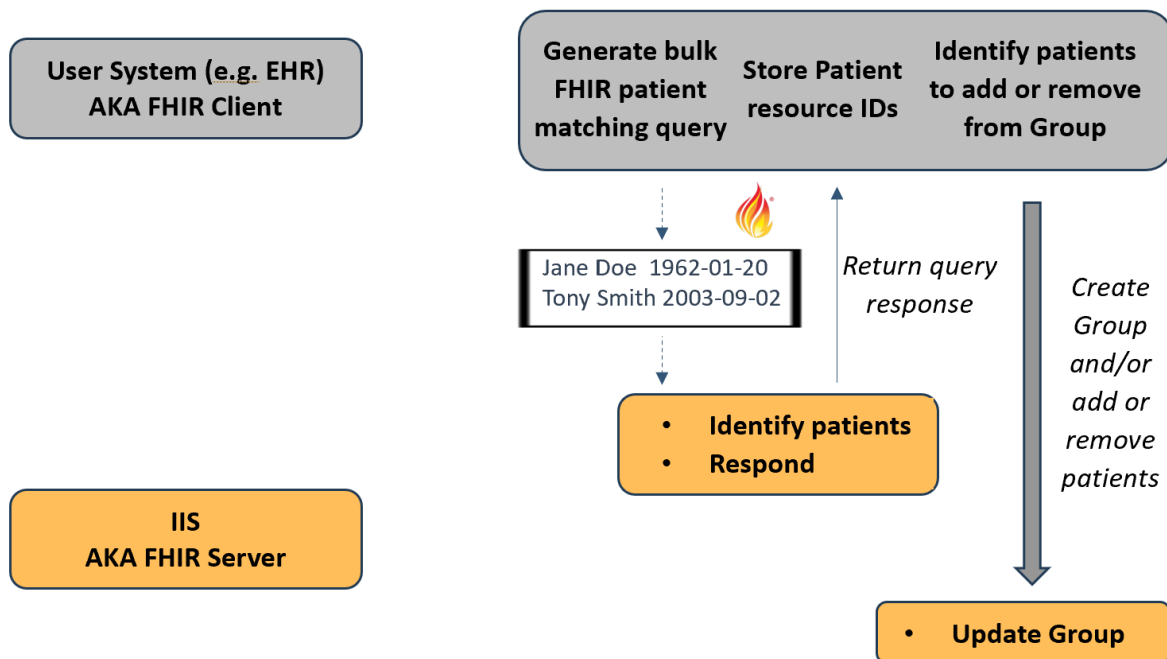 User System (e.g. EHR)
AKA FHIR Client
Generate bulk
FHIR patient
matching query
Store Patient
resource IDs
Identify patients
to add or remove
from Group
Jane Doe  1962-01-20
Tony Smith 2003-09-02
Return query
response
Create
Group
and/or
add or
remove
patients
• Identify patients
• Respond
IIS
AKA FHIR Server
• Update Group